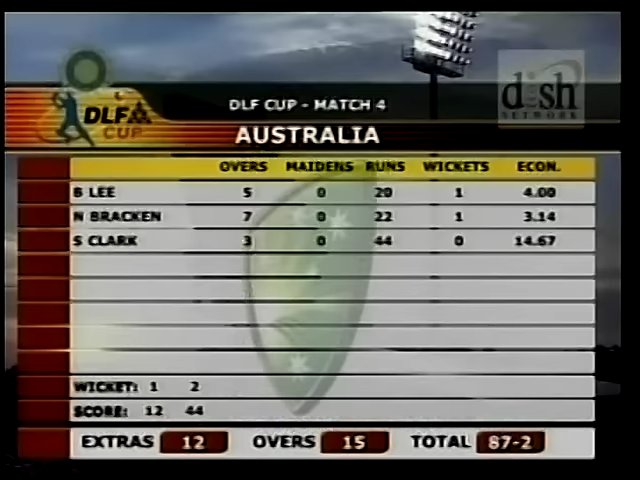 DLF CUP
dish NETWORK
DLF CUP - MATCH 4
AUSTRALIA
OVERS MAIDENS RUNS WICKETS ECON.
B LEE 5 0 20 1 4.00
N BRACKEN 7 0 22 1 3.14
S CLARK 3 0 44 0 14.67
WICKET: 1 2
SCORE: 12 44
EXTRAS 12 OVERS 15 TOTAL 87-2